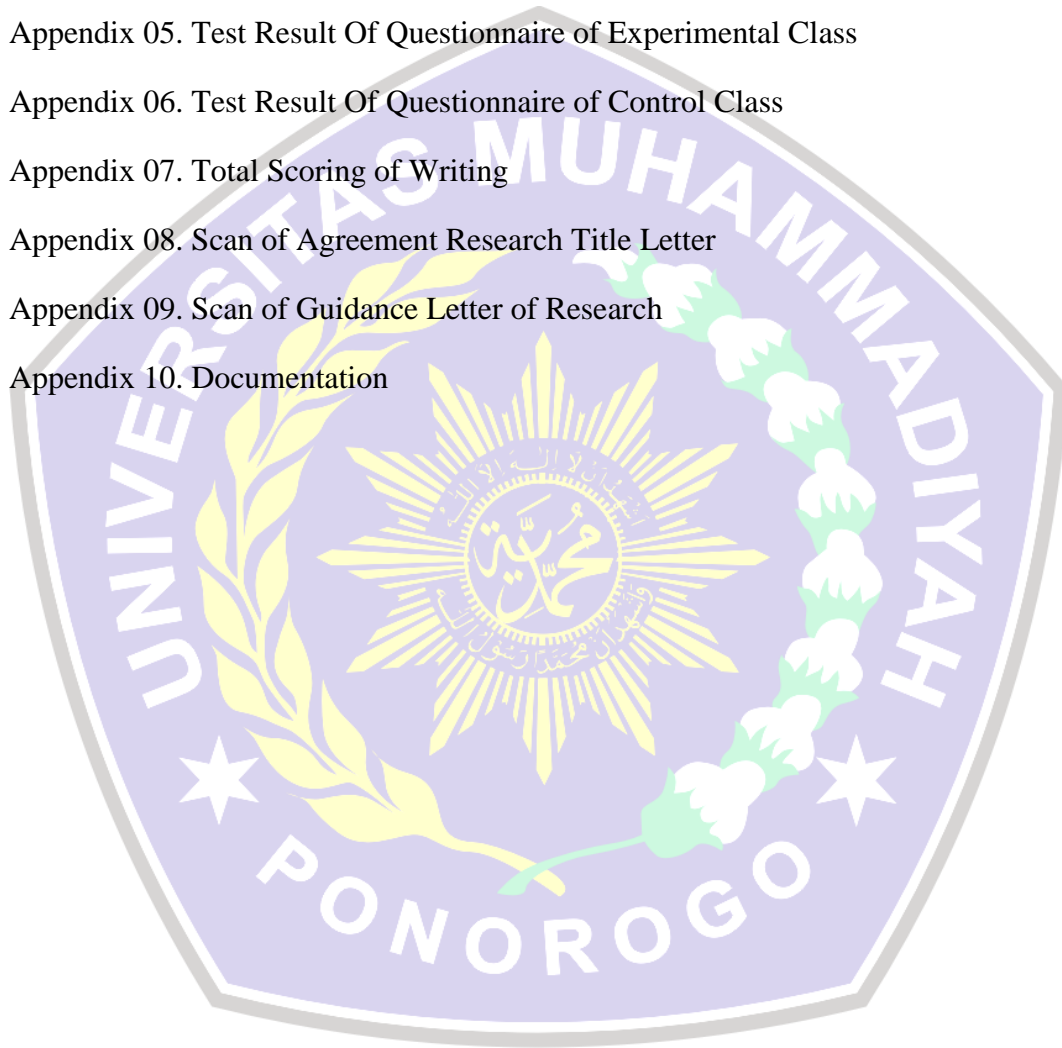 Appendix 05. Test Result Of Questionnaire of Experimental Class
Appendix 06. Test Result Of Questionnaire of Control Class
Appendix 07. Total Scoring of Writing
Appendix 08. Scan of Agreement Research Title Letter
Appendix 09. Scan of Guidance Letter of Research
Appendix 10. Documentation
UNIVERSITAS MUHAMMADIYAH
PONOROGO
محمدية